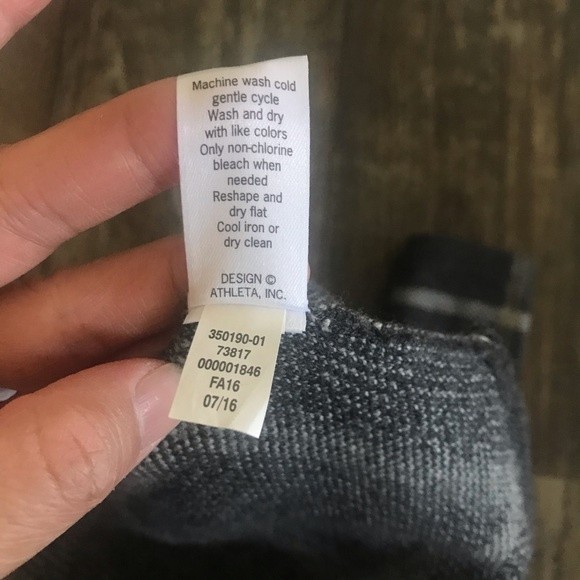 Machine wash cold
gentle cycle
Wash and dry
with like colors
Only non-chlorine
bleach when
needed
Reshape and
dry flat
Cool iron or
dry clean
DESIGN ©
ATHLETA, INC.
350190-01
73817
000001846
FA16
07/16